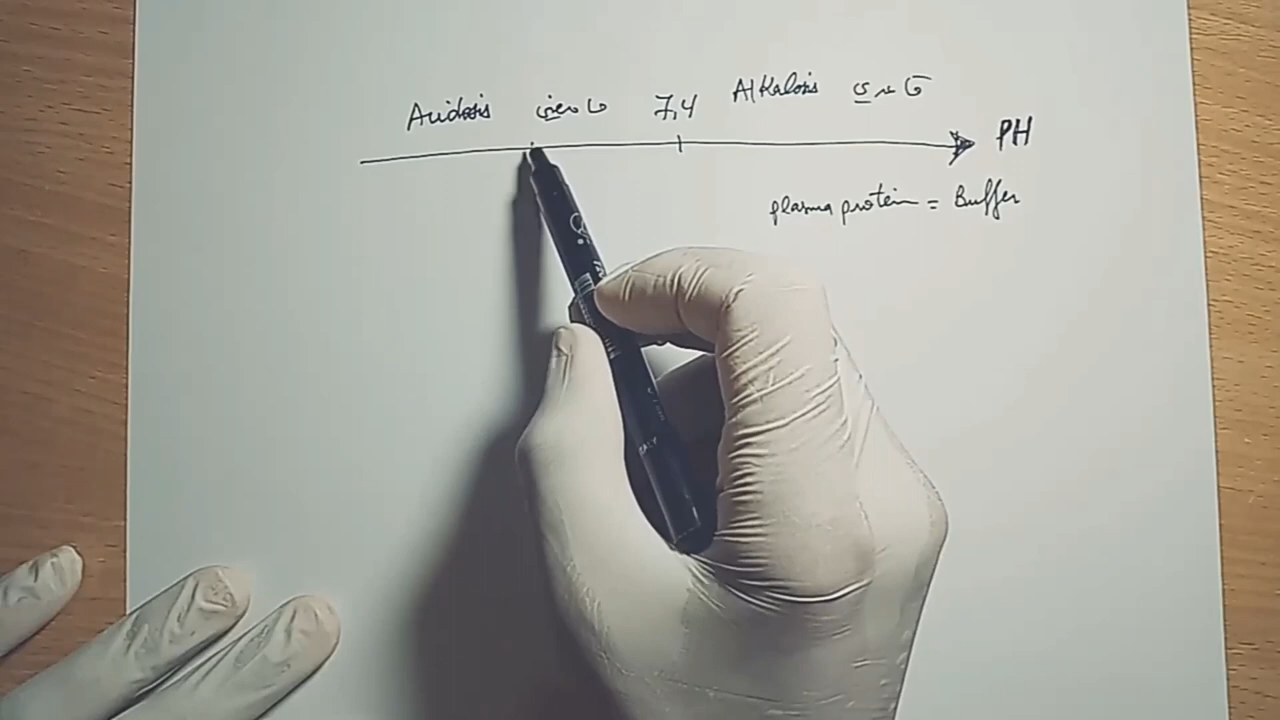 Acidosis 7,4 Alkalosis
PH
plasma protein = Buffer